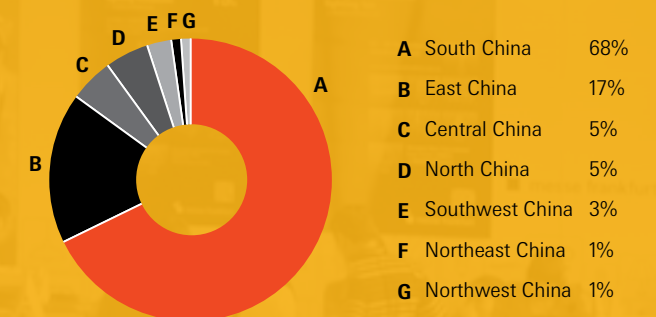 E F G
D
C
A
B
A South China 68%
B East China 17%
C Central China 5%
D North China 5%
E Southwest China 3%
F Northeast China 1%
G Northwest China 1%